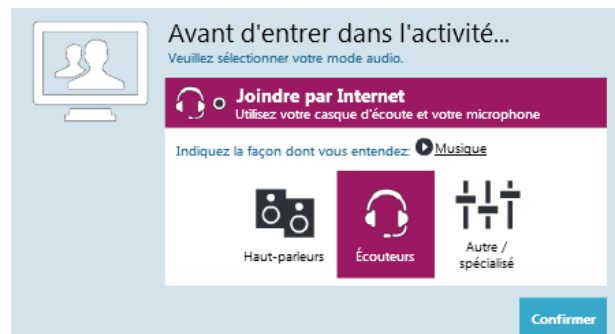 Avant d'entrer dans l'activité...
Veuillez sélectionner votre mode audio.
Joindre par Internet
Utilisez votre casque d'écoute et votre microphone
Indiquez la façon dont vous entendez: Musique
Haut-parleurs
Écouteurs
Autre /
spécialisé
Confirmer